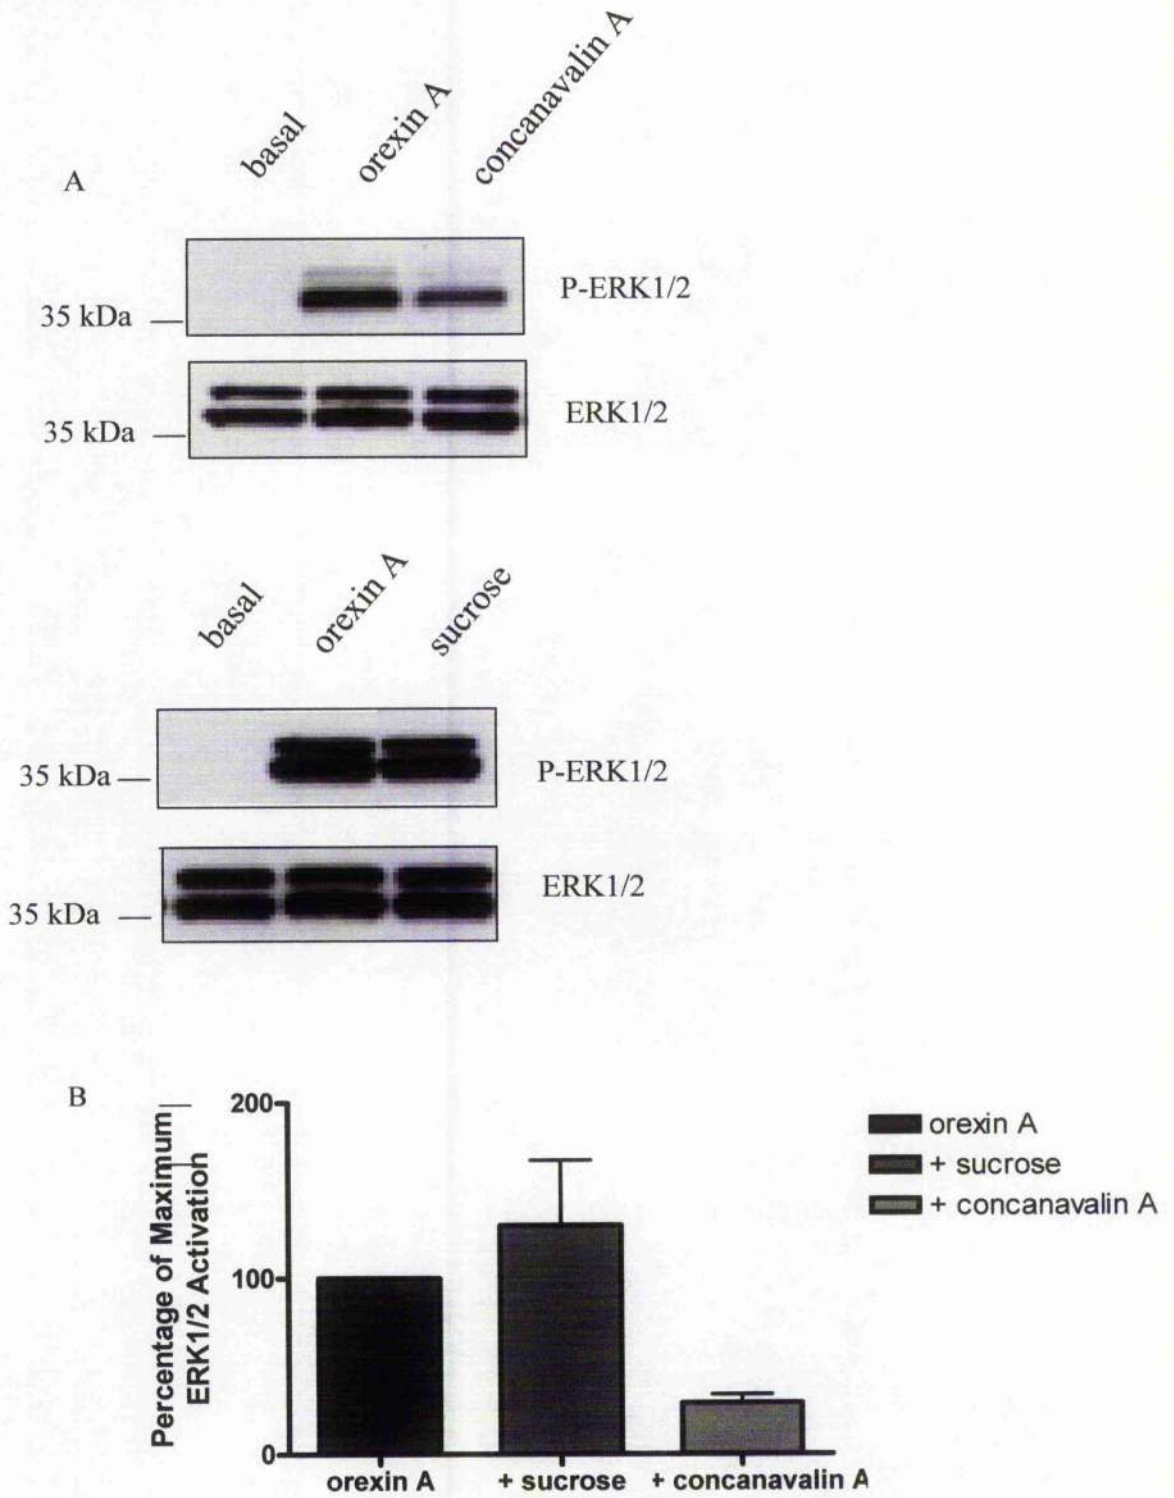 basal
orexin A
concanavalin A
A
P-ERK1/2
35 kDa
ERK1/2
35 kDa
basal
orexin A
sucrose
P-ERK1/2
35 kDa
ERK1/2
35 kDa
B
Percentage of Maximum
ERK1/2 Activation
200
100
0
orexin A
+ sucrose
+ concanavalin A
orexin A
+ sucrose
+ concanavalin A